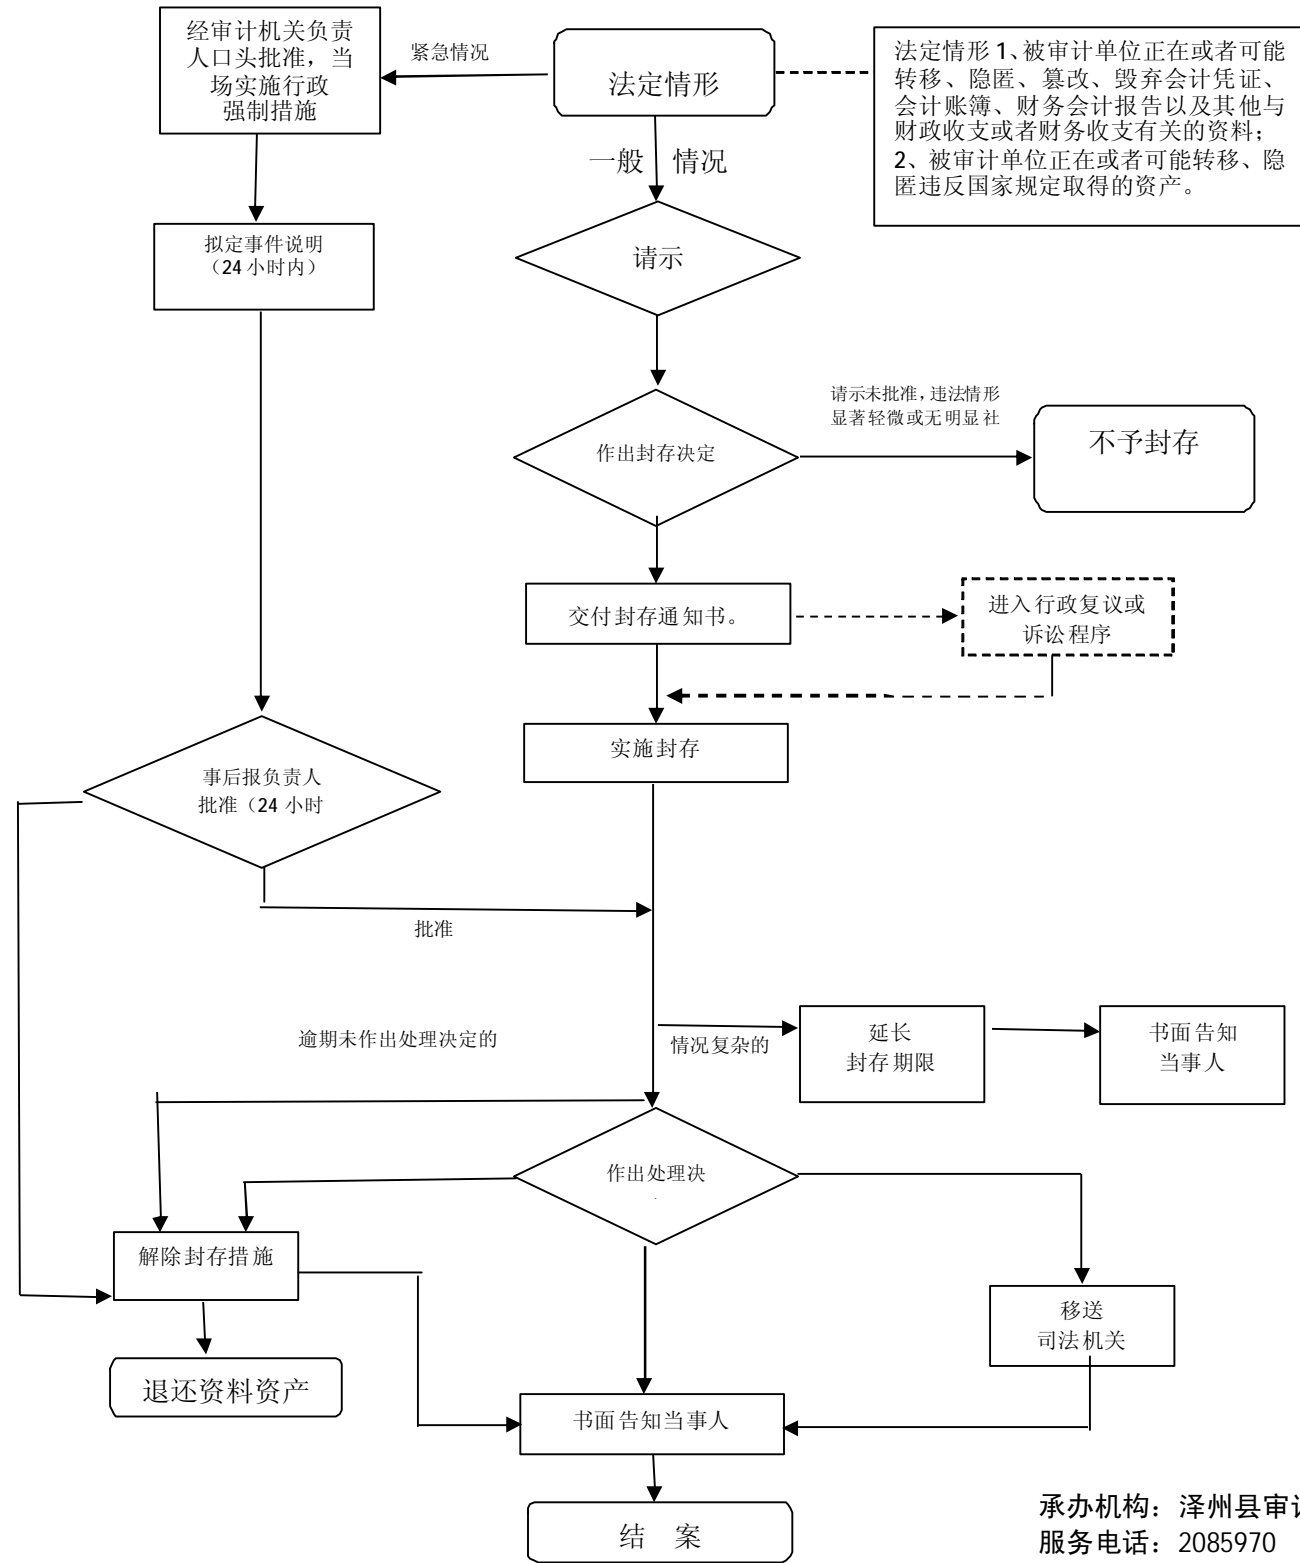 经审计机关负责
人口头批准，当
场实施行政
强制措施
紧急情况
法定情形
法定情形 1、被审计单位正在或者可能
转移、隐匿、篡改、毁弃会计凭证、
会计账簿、财务会计报告以及其他与
财政收支或者财务收支有关的资料；
2、被审计单位正在或者可能转移、隐
匿违反国家规定取得的资产。
一般 情况
拟定事件说明
（24 小时内）
请示
请示未批准，违法情形
显著轻微或无明显社
作出封存决定
不予封存
交付封存通知书。
进入行政复议或
诉讼程序
实施封存
事后报负责人
批准（24 小时
批准
逾期未作出处理决定的
情况复杂的
延长
封存期限
书面告知
当事人
作出处理决
解除封存措施
移送
司法机关
退还资料资产
书面告知当事人
结 案
承办机构：泽州县审
服务电话：2085970